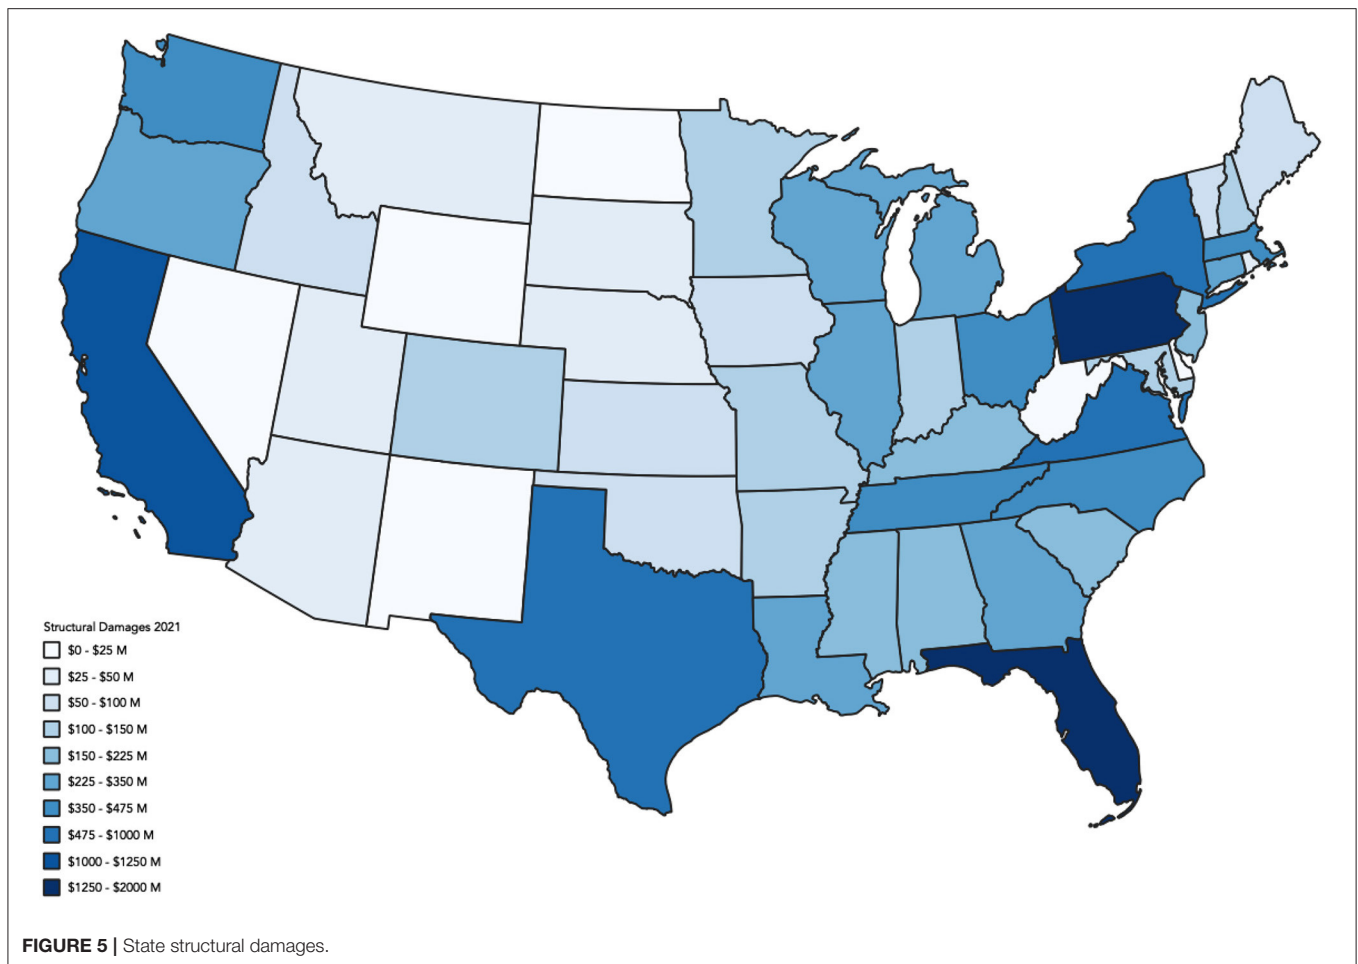 Structural Damages 2021
$0 - $25 M
$25 - $50 M
$50 - $100 M
$100 - $150 M
$150 - $225 M
$225 - $350 M
$350 - $475 M
$475 - $1000 M
$1000 - $1250 M
$1250 - $2000 M
FIGURE 5 | State structural damages.